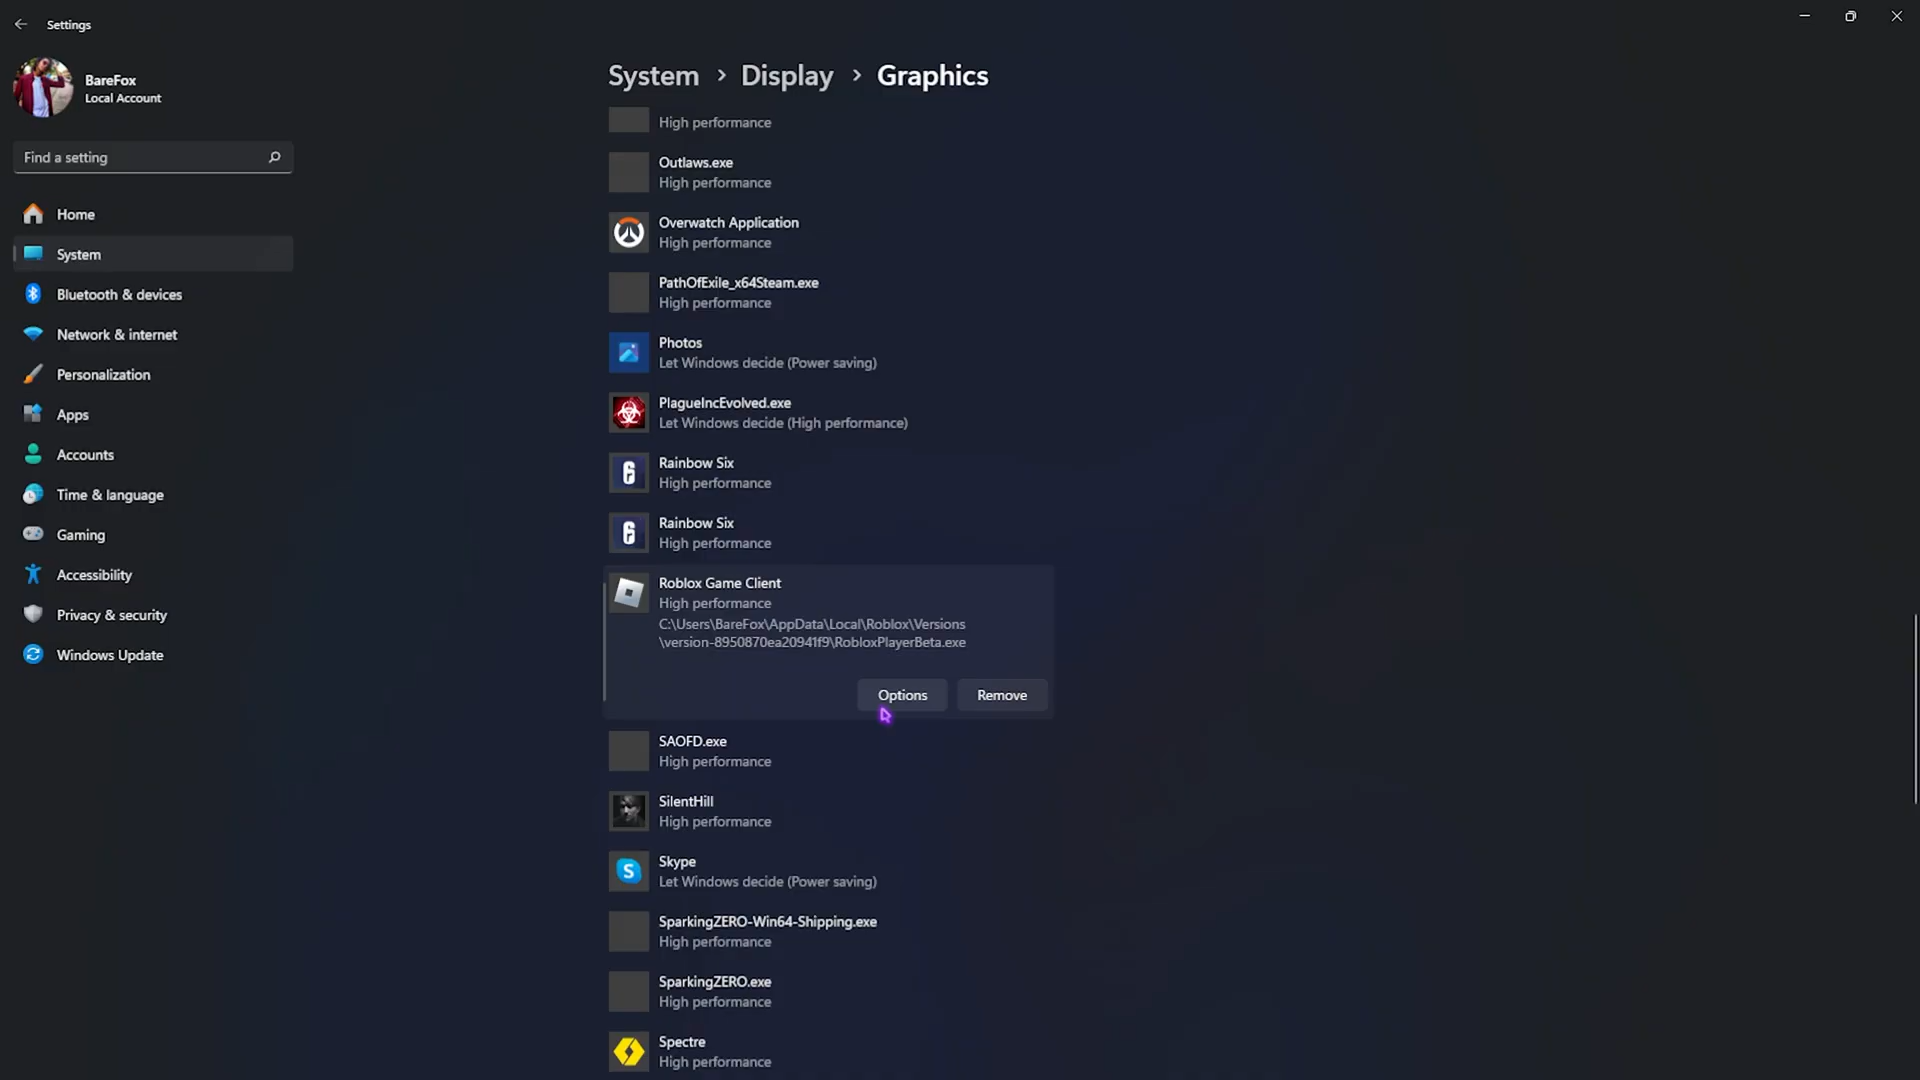 Settings
BareFox
Local Account
Find a setting
Home
System
Bluetooth & devices
Network & internet
Personalization
Apps
Accounts
Time & language
Gaming
Accessibility
Privacy & security
Windows Update
System > Display > Graphics
High performance
Outlaws.exe
High performance
Overwatch Application
High performance
PathOfExile_x64Steam.exe
High performance
Photos
Let Windows decide (Power saving)
PlagueIncEvolved.exe
Let Windows decide (High performance)
Rainbow Six
High performance
Rainbow Six
High performance
Roblox Game Client
High performance
C:\Users\BareFox\AppData\Local\Roblox\Versions
\version-8950870ea20941f9\RobloxPlayerBeta.exe
Options
Remove
SAOFD.exe
High performance
SilentHill
High performance
Skype
Let Windows decide (Power saving)
SparkingZERO-Win64-Shipping.exe
High performance
SparkingZERO.exe
High performance
Spectre
High performance